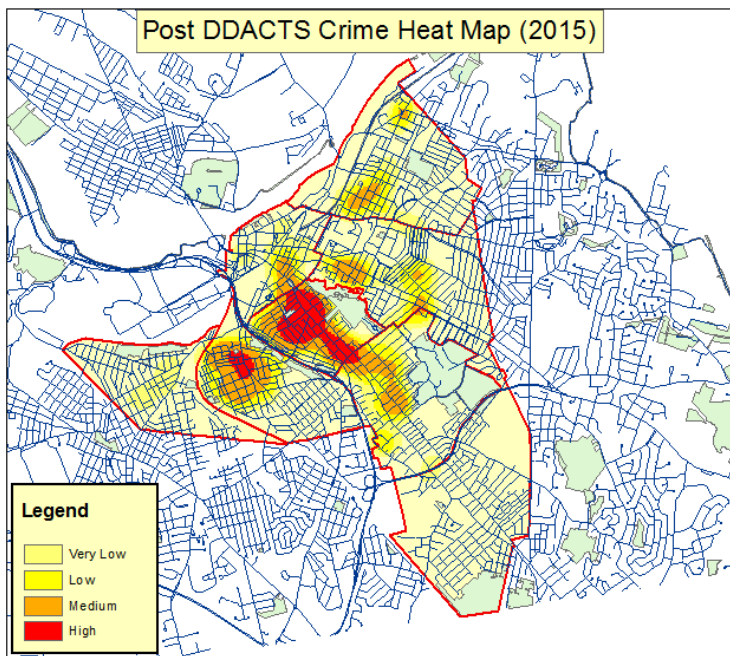 Post DDACTS Crime Heat Map (2015)
Legend
Very Low
Low
Medium
High